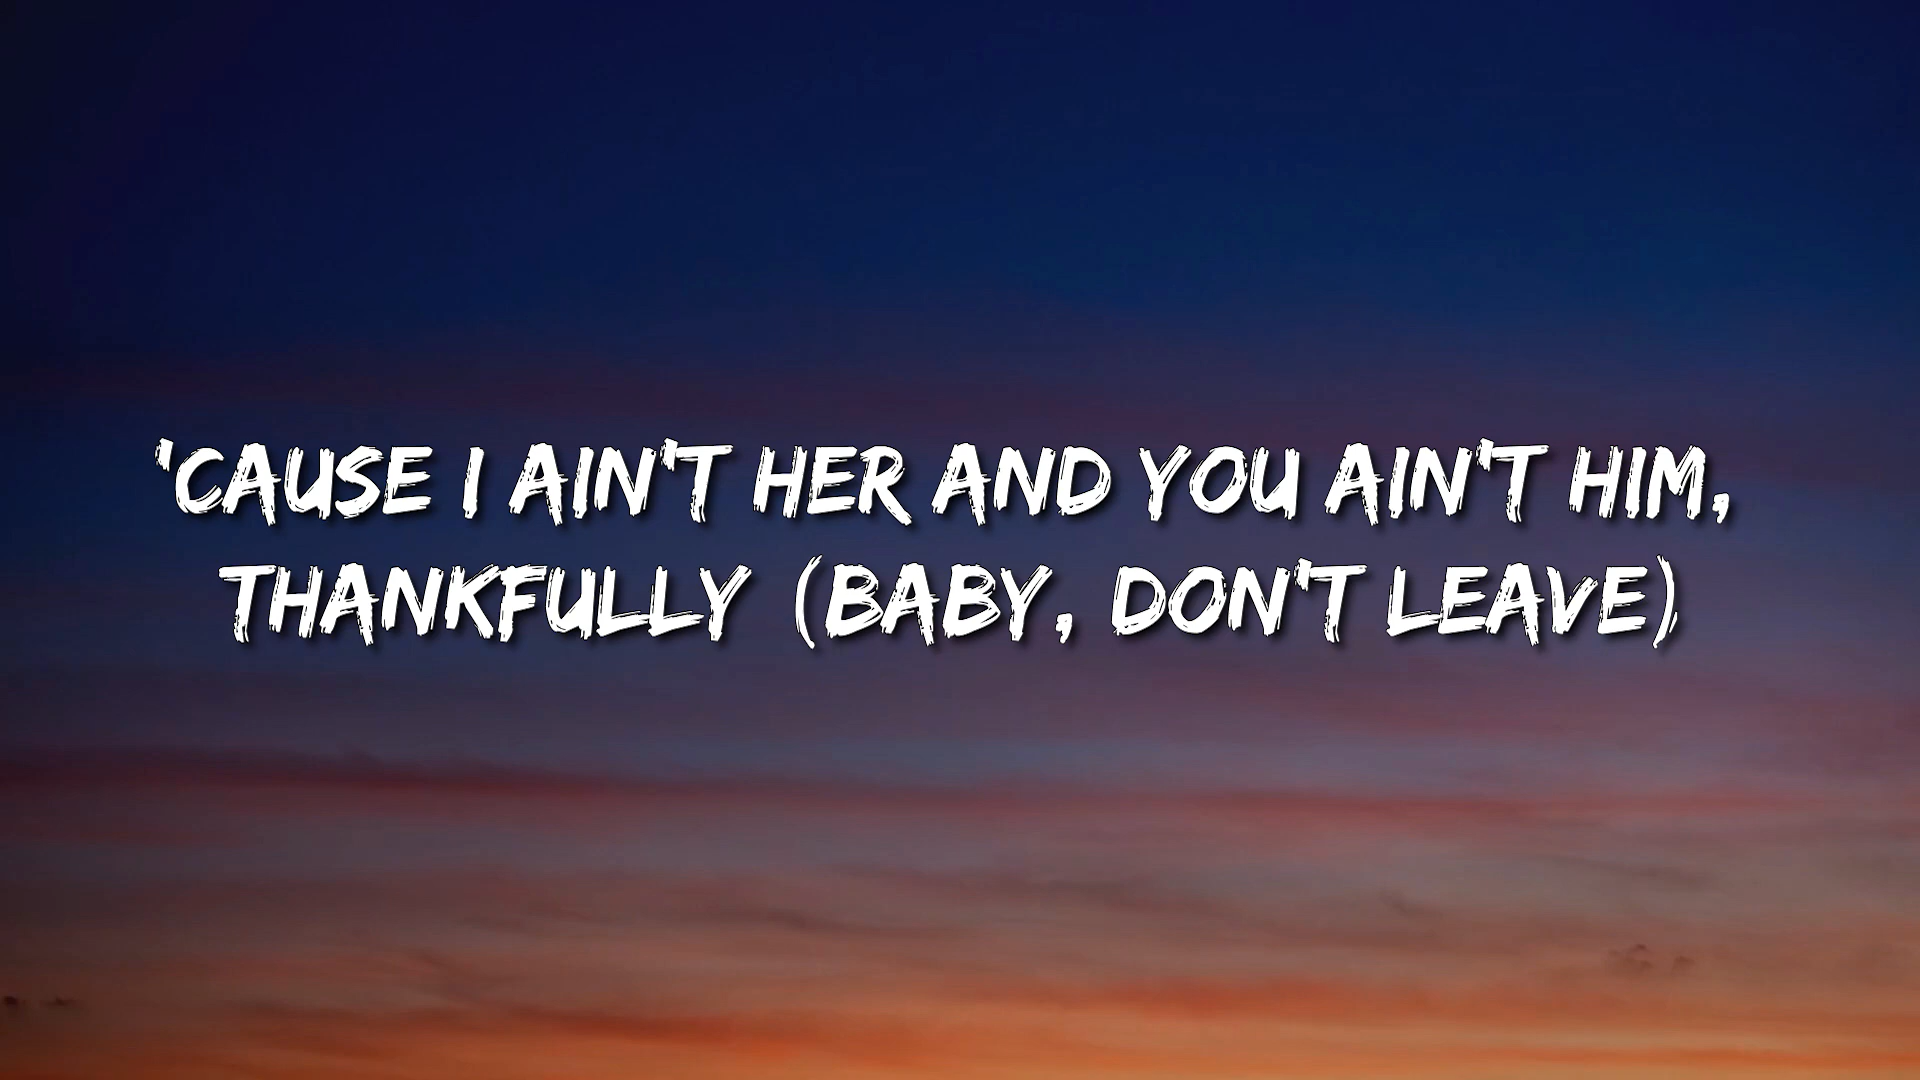 'CAUSE I AIN'T HER AND YOU AIN'T HIM,
THANKFULLY (BABY, DON'T LEAVE)